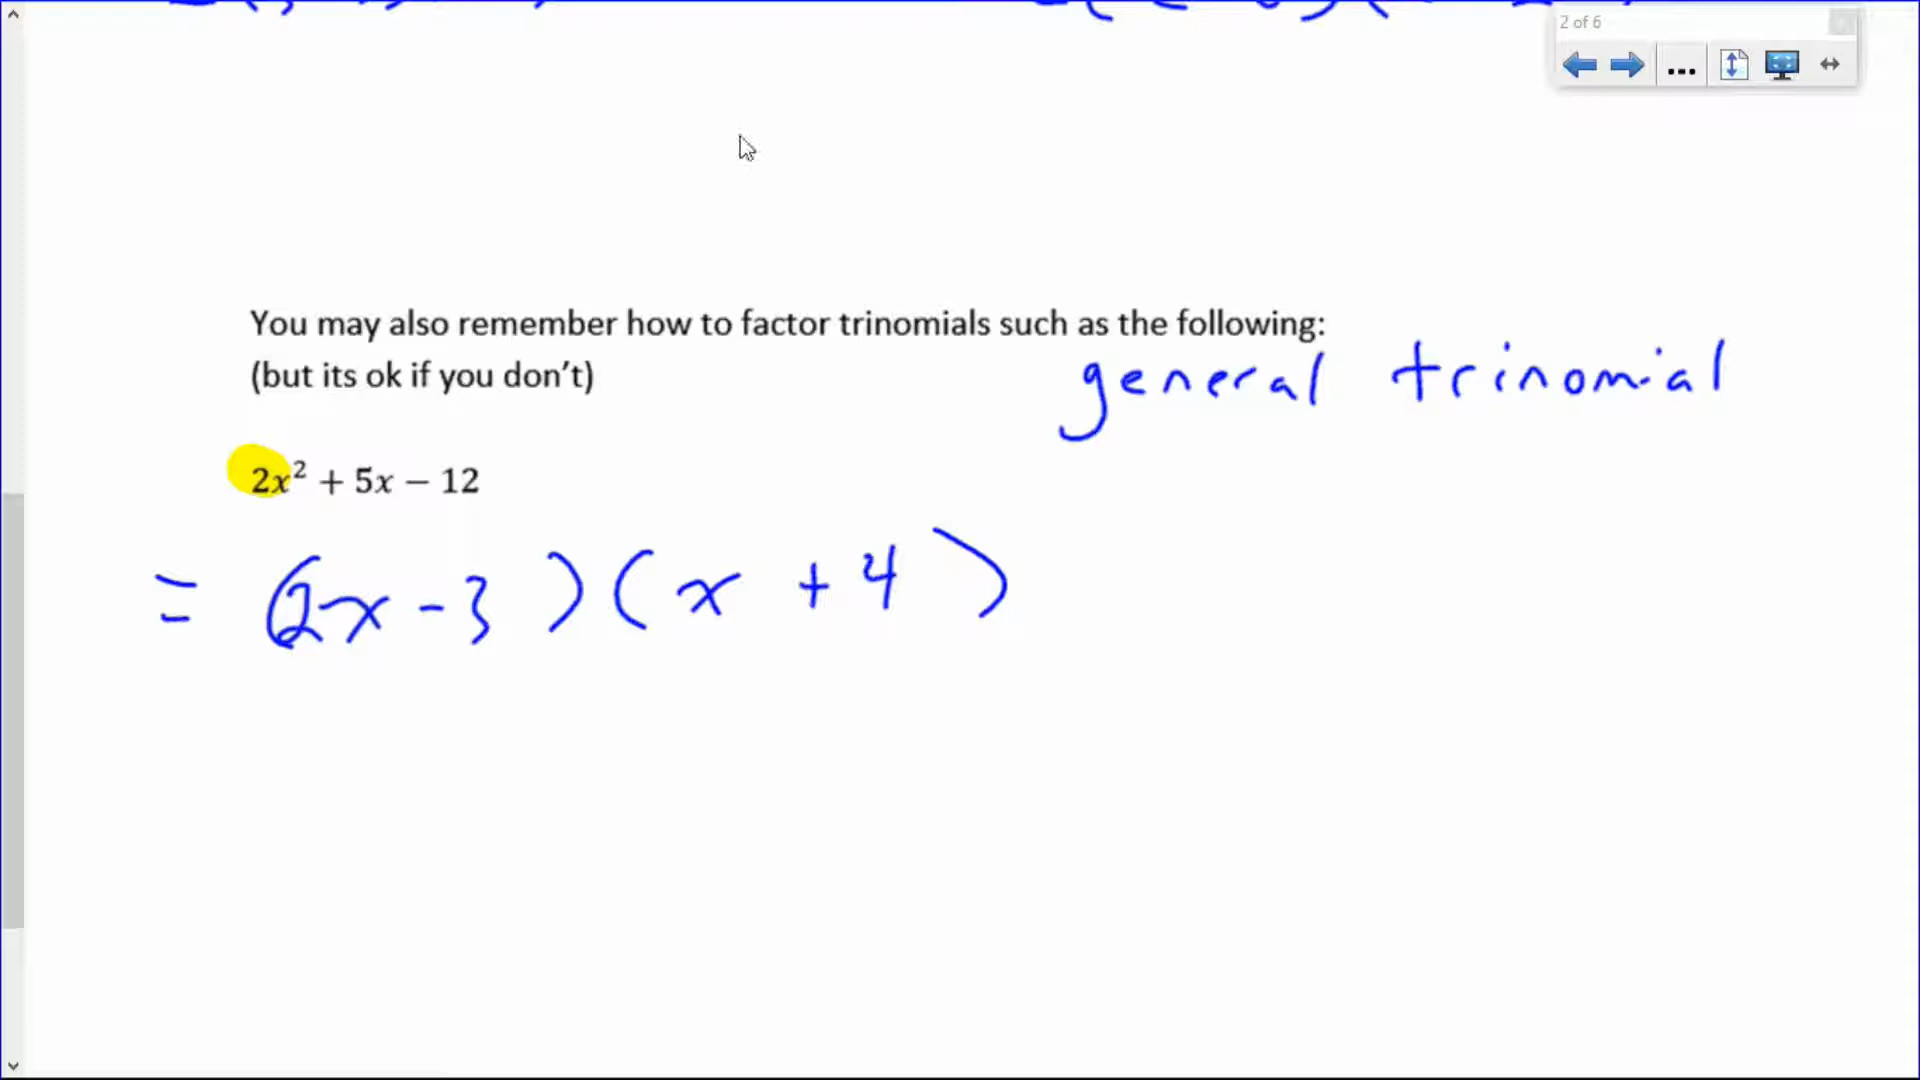 2 of 6
You may also remember how to factor trinomials such as the following:
(but its ok if you don't)
general trinomial
2x² + 5x − 12
= (2x - 3) (x + 4)